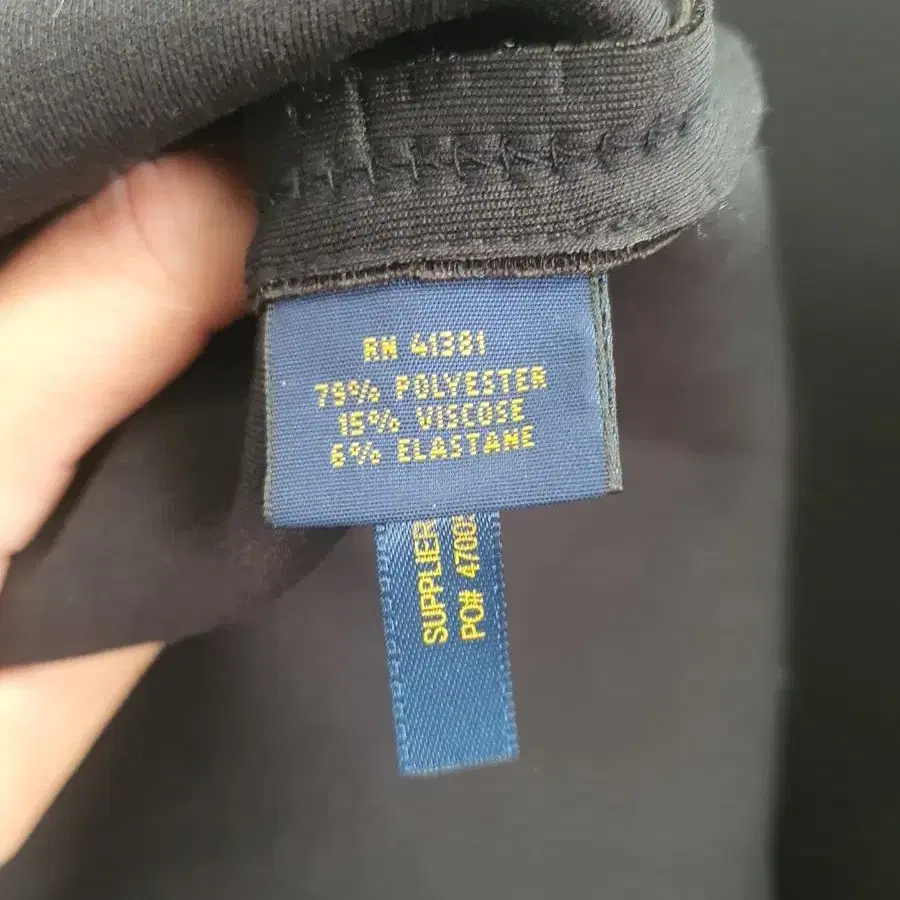 RN 41381
79% POLYESTER
15% VISCOSE
6% ELASTANE
SUPPLIER
PO# 4700